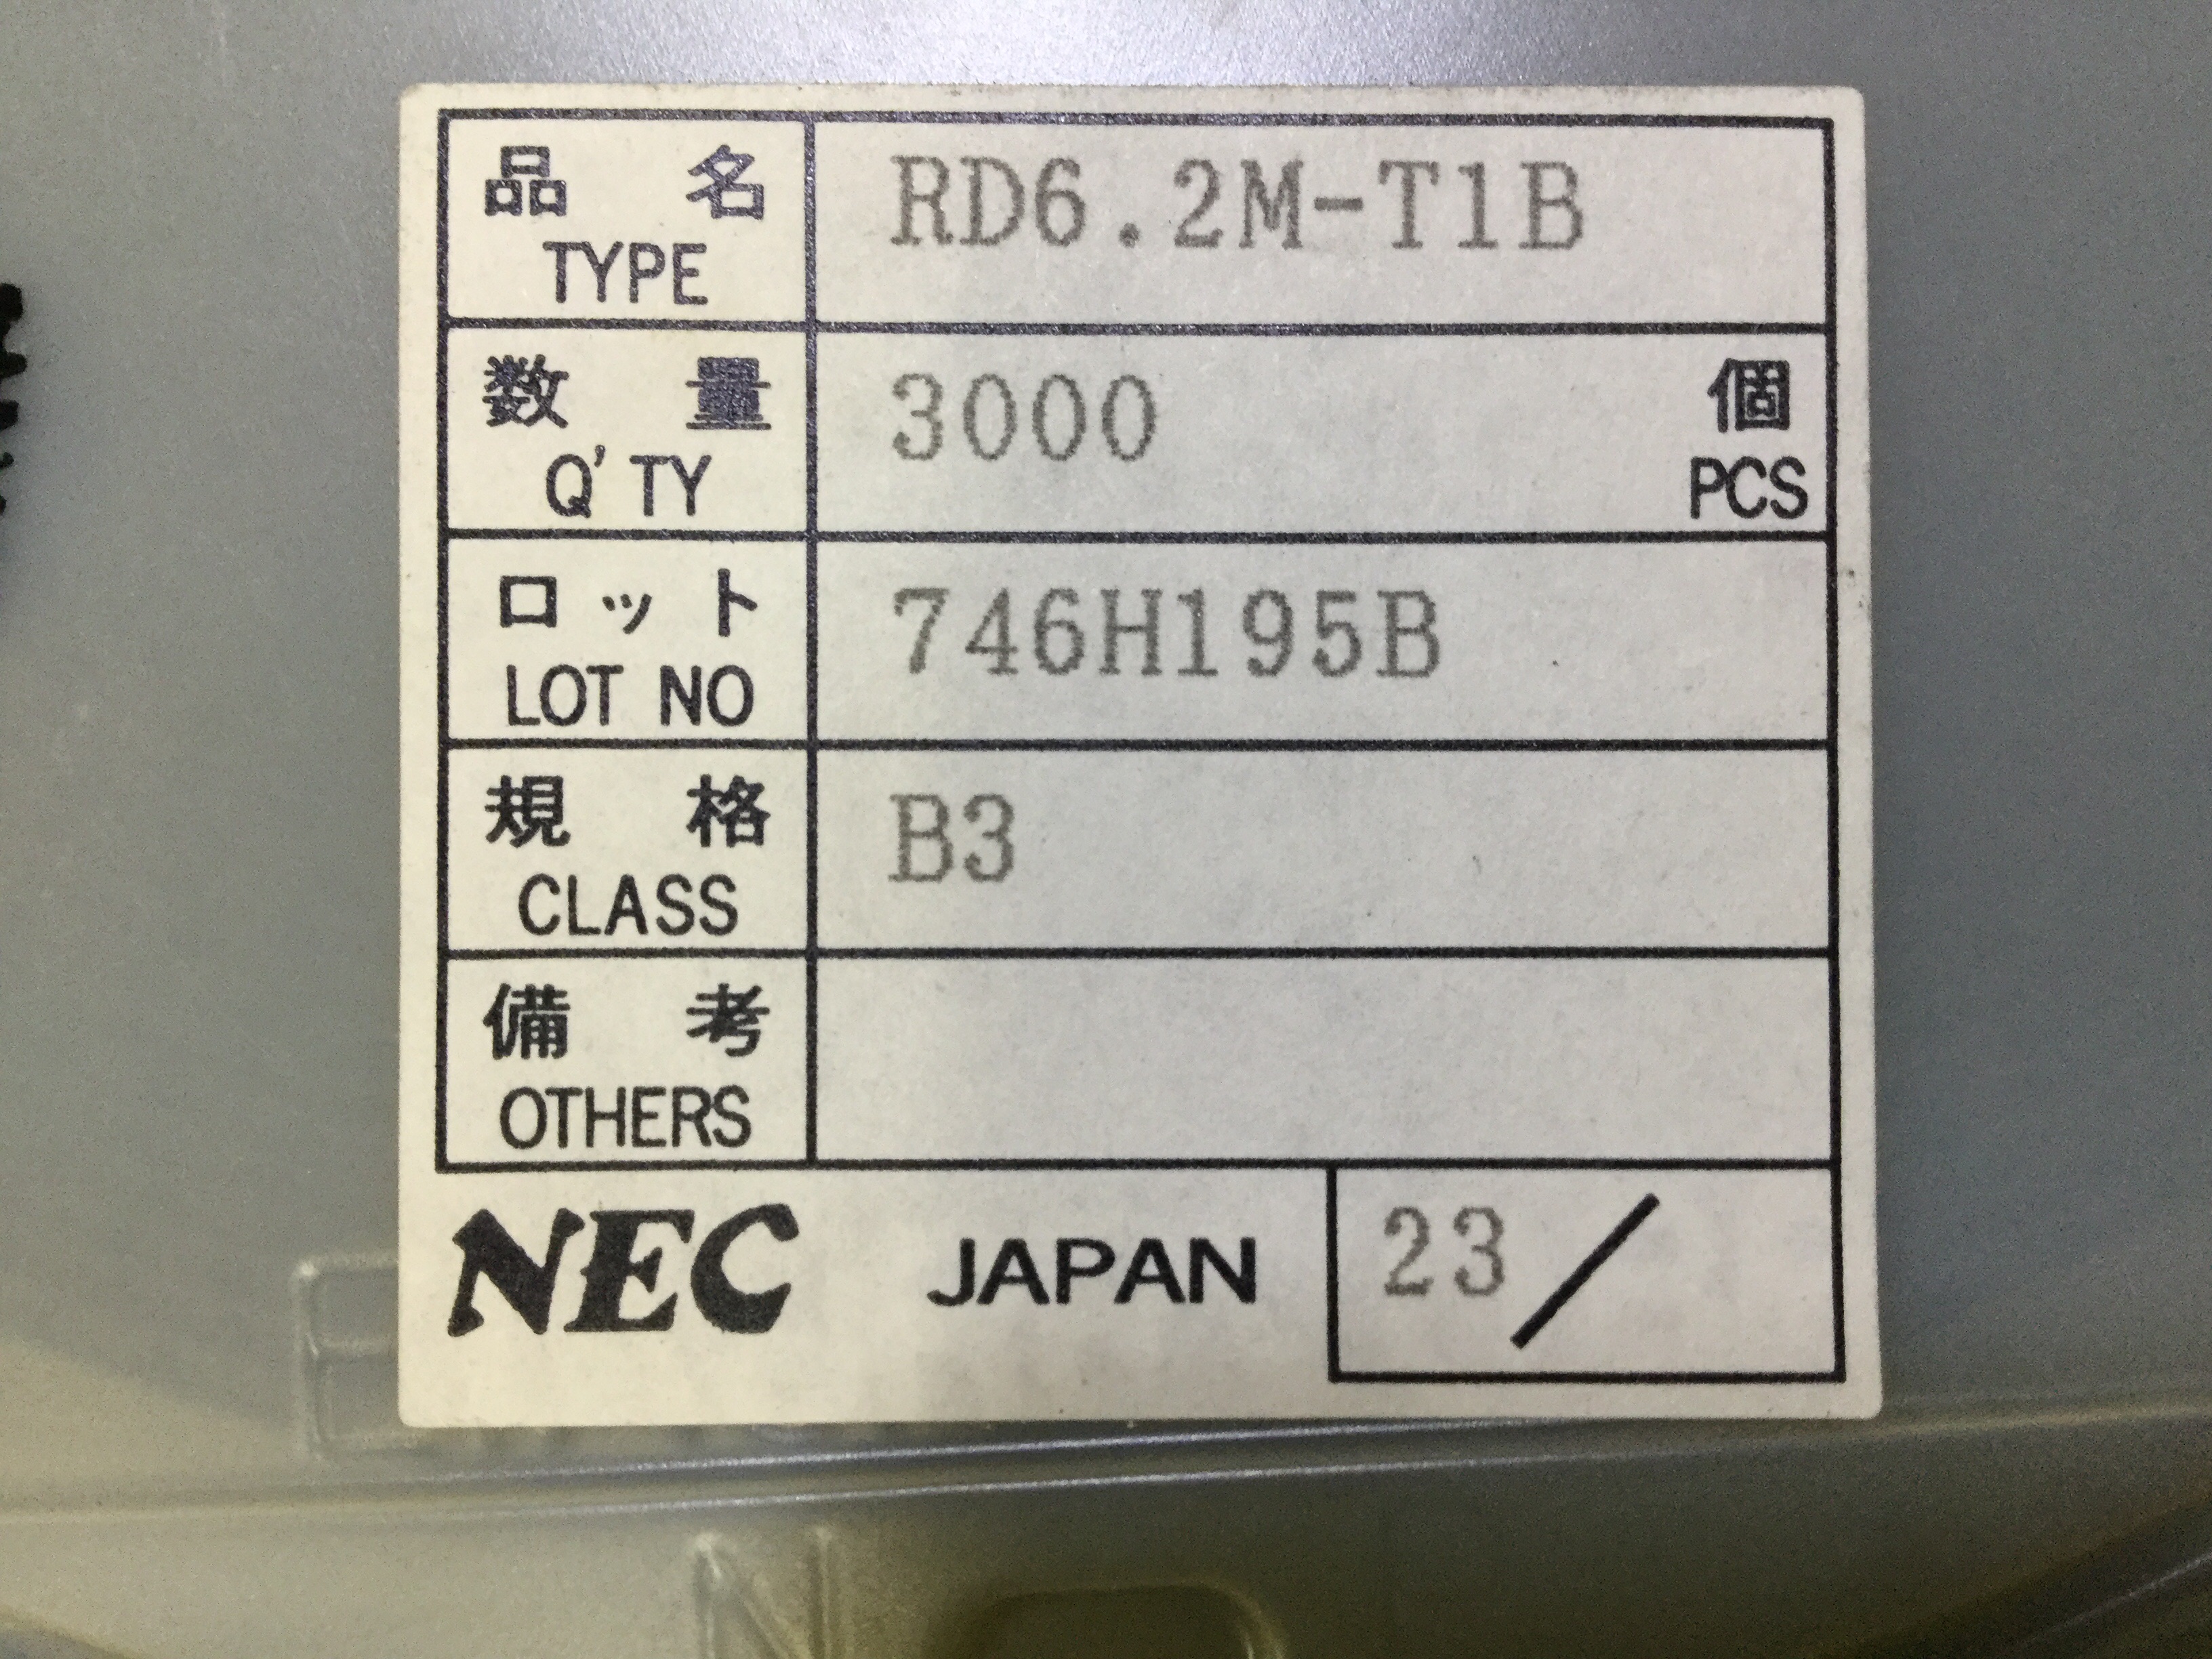 品名 RD6.2M-T1B
TYPE
数量 3000 個
Q'TY PCS
ロット 746H195B
LOT NO
規格 B3
CLASS
備考
OTHERS
NEC JAPAN 23/